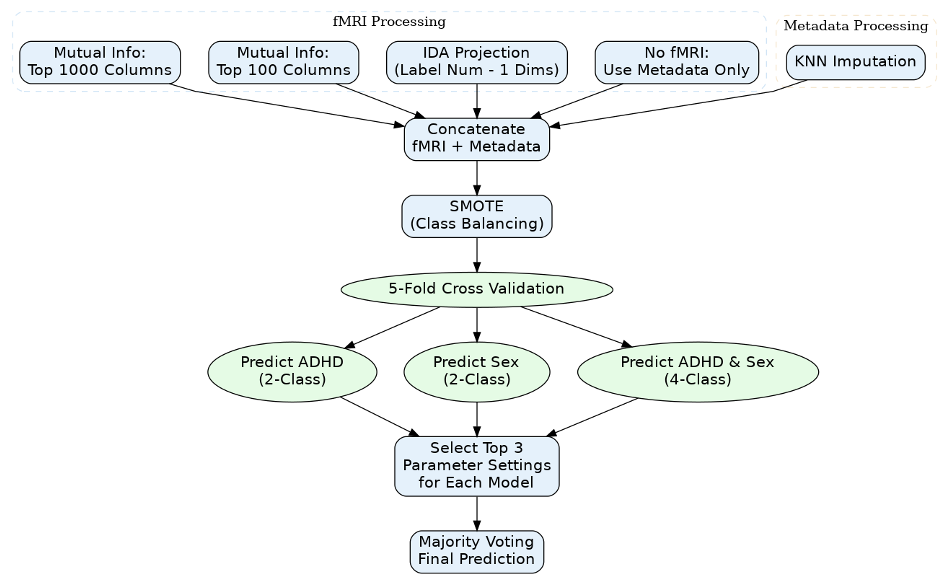 fMRI Processing
Metadata Processing
Mutual Info:
Top 1000 Columns
Mutual Info:
Top 100 Columns
IDA Projection
(Label Num - 1 Dims)
No fMRI:
Use Metadata Only
KNN Imputation
Concatenate
fMRI + Metadata
SMOTE
(Class Balancing)
5-Fold Cross Validation
Predict ADHD
(2-Class)
Predict Sex
(2-Class)
Predict ADHD & Sex
(4-Class)
Select Top 3
Parameter Settings
for Each Model
Majority Voting
Final Prediction